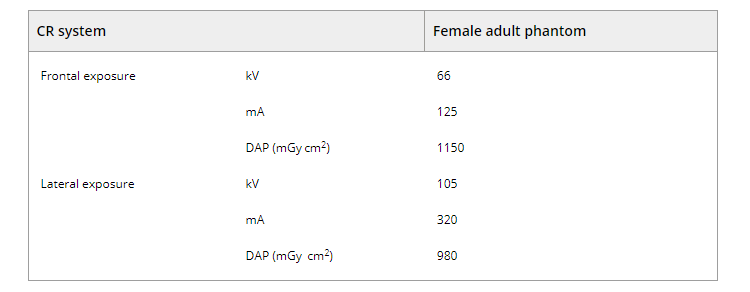 CR system Female adult phantom
Frontal exposure kV 66
mA 125
DAP (mGy cm²) 1150
Lateral exposure kV 105
mA 320
DAP (mGy cm²) 980